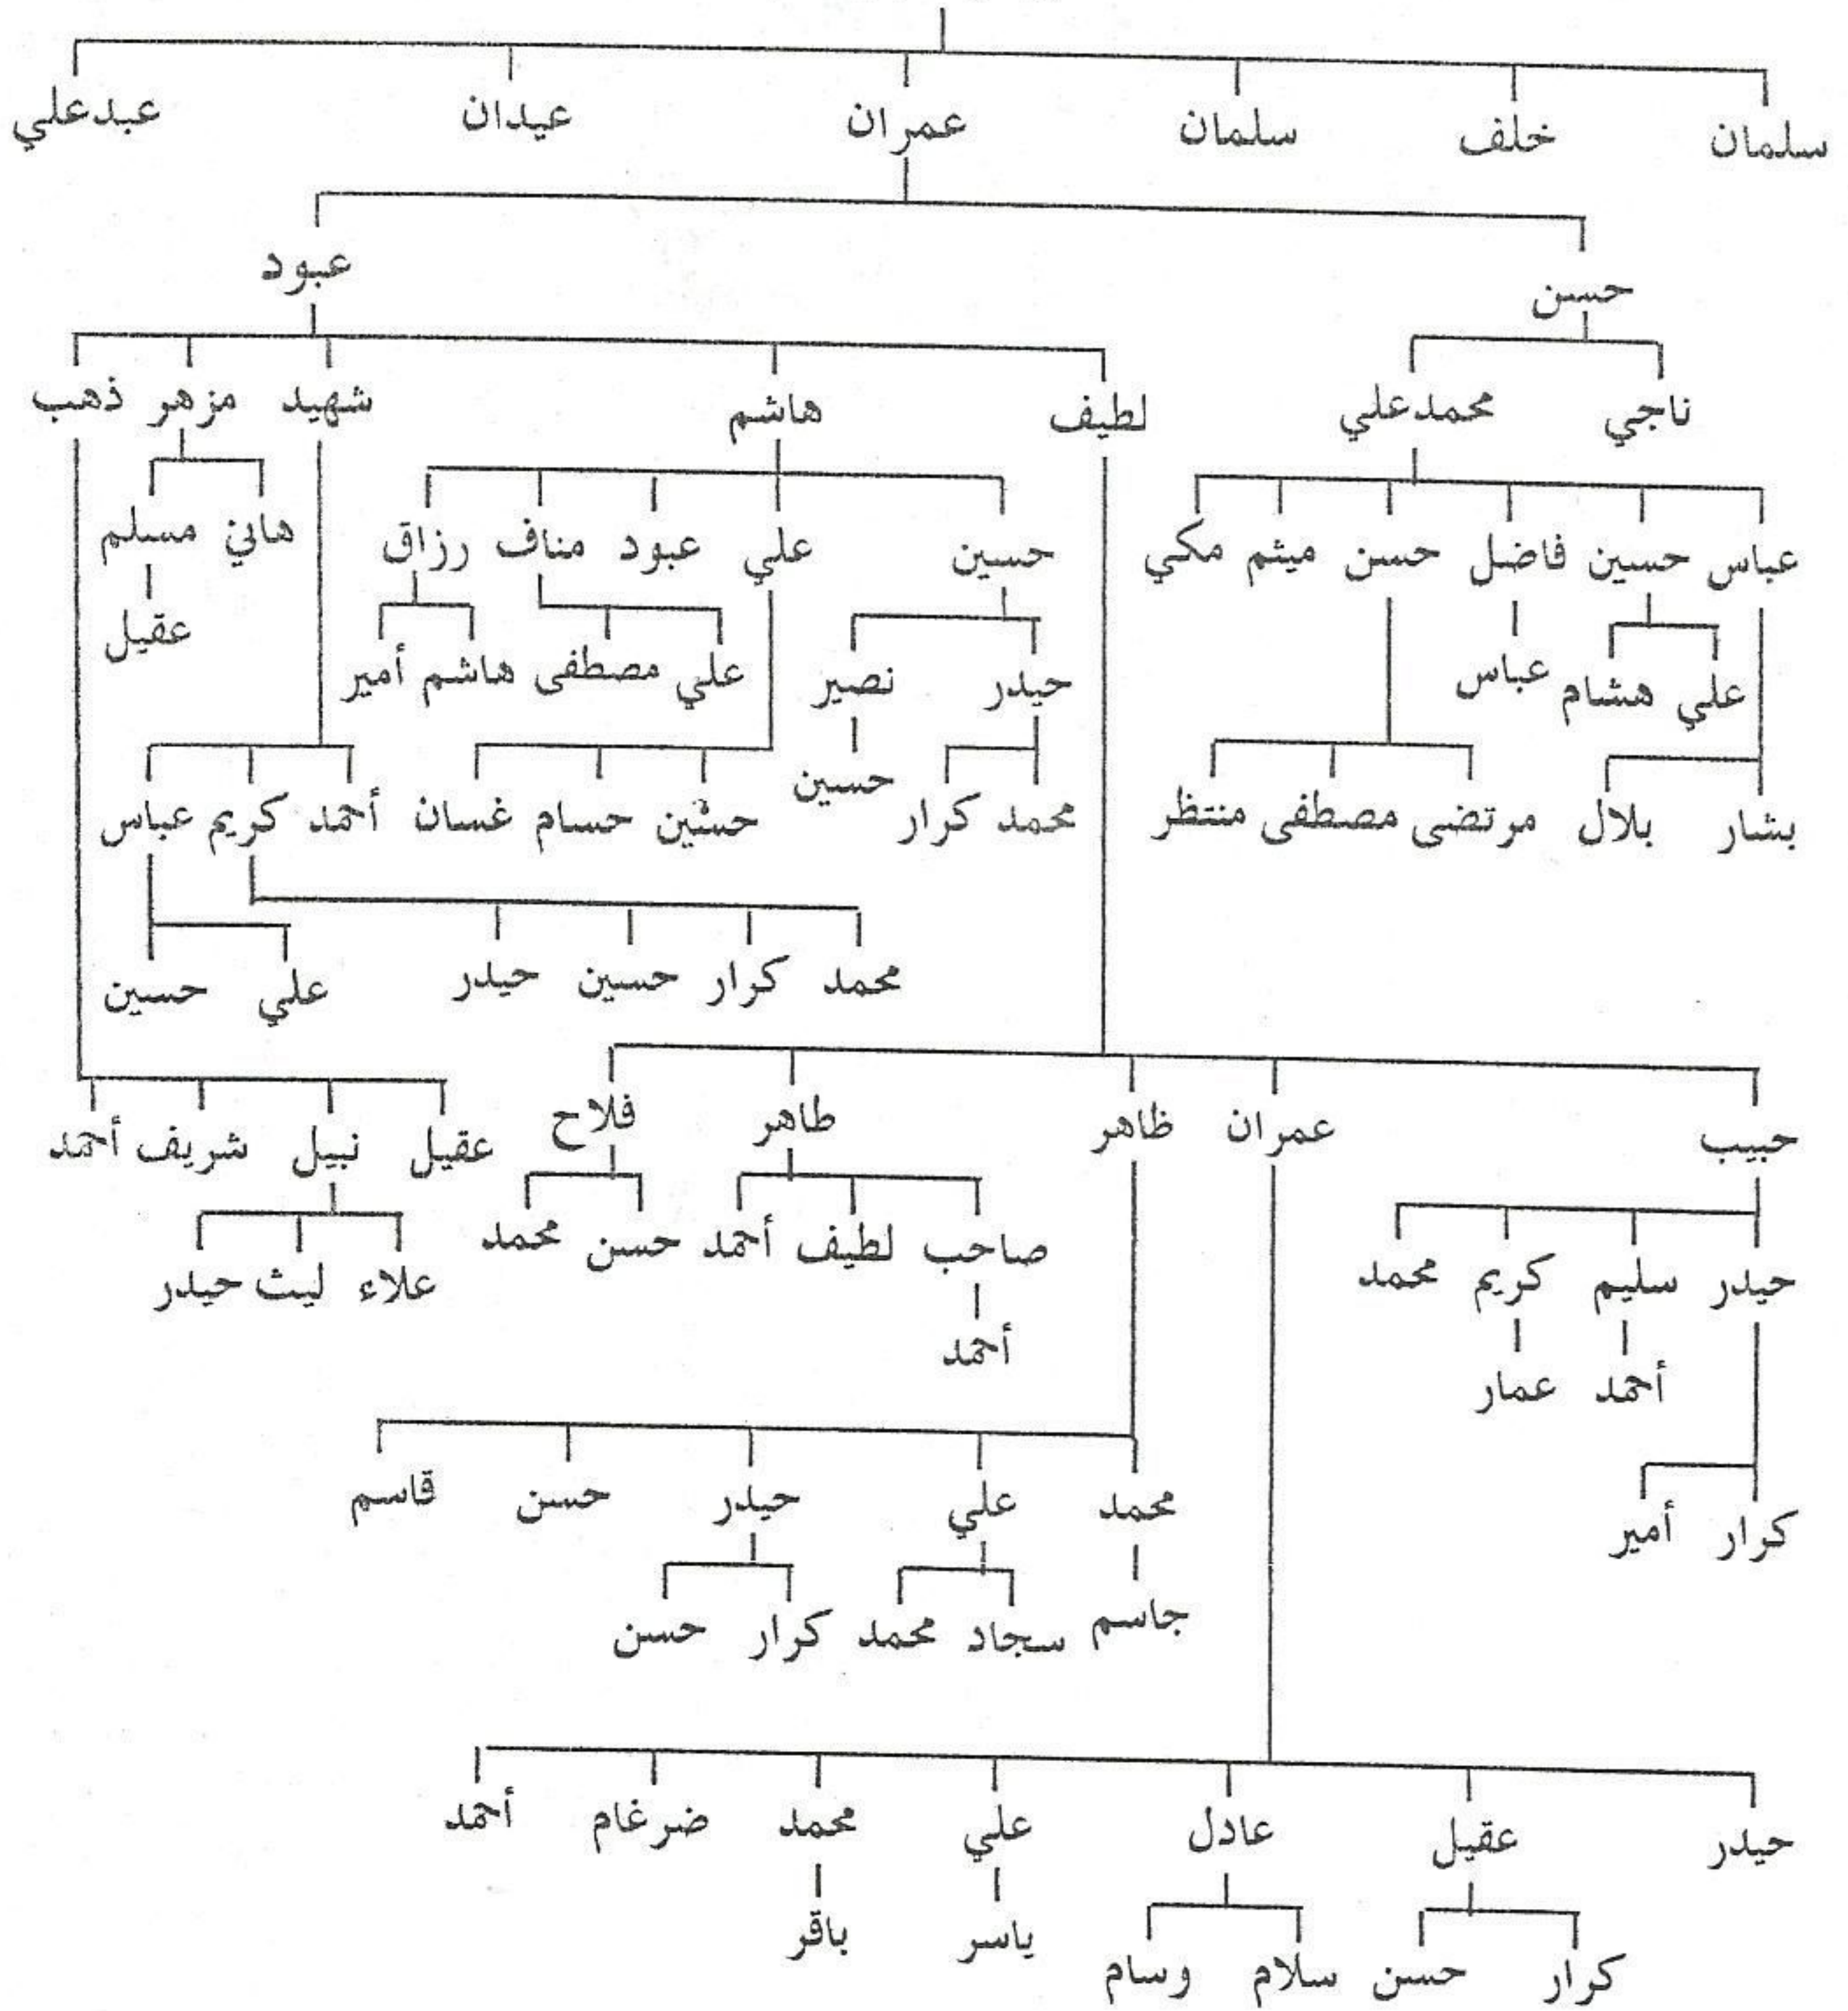 سلمان خلف سلمان عمران عيدان عبدعلي
حسن عبود
ناجي محمدعلي لطيف هاشم شهيد مزهر ذهب
عباس حسين فاضل حسن ميثم مكي حسين علي عبود مناف رزاق هاني مسلم
علي هشام عباس حيدر نصير علي مصطفى هاشم أمير عقيل
بشار بلال مرتضى مصطفى منتظر محمد كرار حسين حسين حسام غسان أحمد كريم عباس
محمد كرار حسين حيدر علي حسين
حبيب عمران ظاهر طاهر فلاح عقيل نبيل شريف أحمد
حيدر سليم كريم محمد صاحب لطيف أحمد حسن محمد علاء ليث حيدر
أحمد عمار أحمد
كرار أمير محمد علي حيدر حسن قاسم
جاسم سجاد محمد كرار حسن
حيدر عقيل عادل علي محمد ضرغام أحمد
كرار حسن سلام وسام ياسر باقر